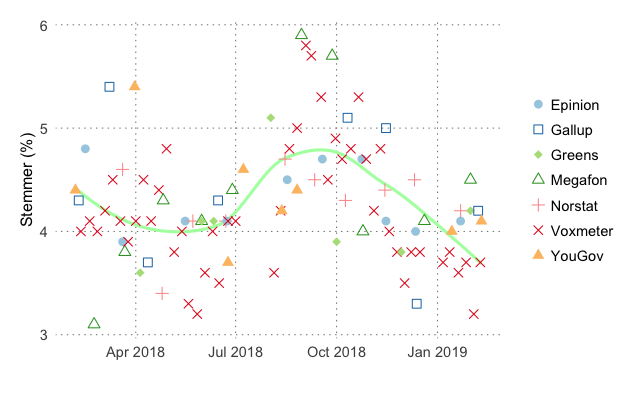 Stemmer (%)
6
5
4
3
Apr 2018
Jul 2018
Oct 2018
Jan 2019
Epinion
Gallup
Greens
Megafon
Norstat
Voxmeter
YouGov